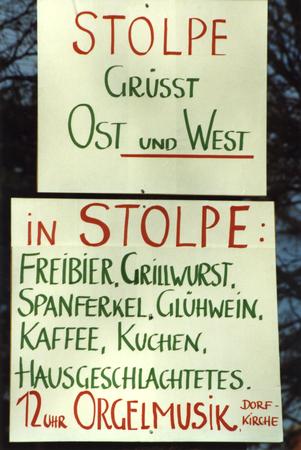 STOLPE
GRÜSST
OST UND WEST
in STOLPE:
FREIBIER, GRILLWURST,
SPANFERKEL, GLÜHWEIN,
KAFFEE, KUCHEN,
HAUSGESCHLACHTETES.
12 UHR ORGELMUSIK, DORF-
KIRCHE